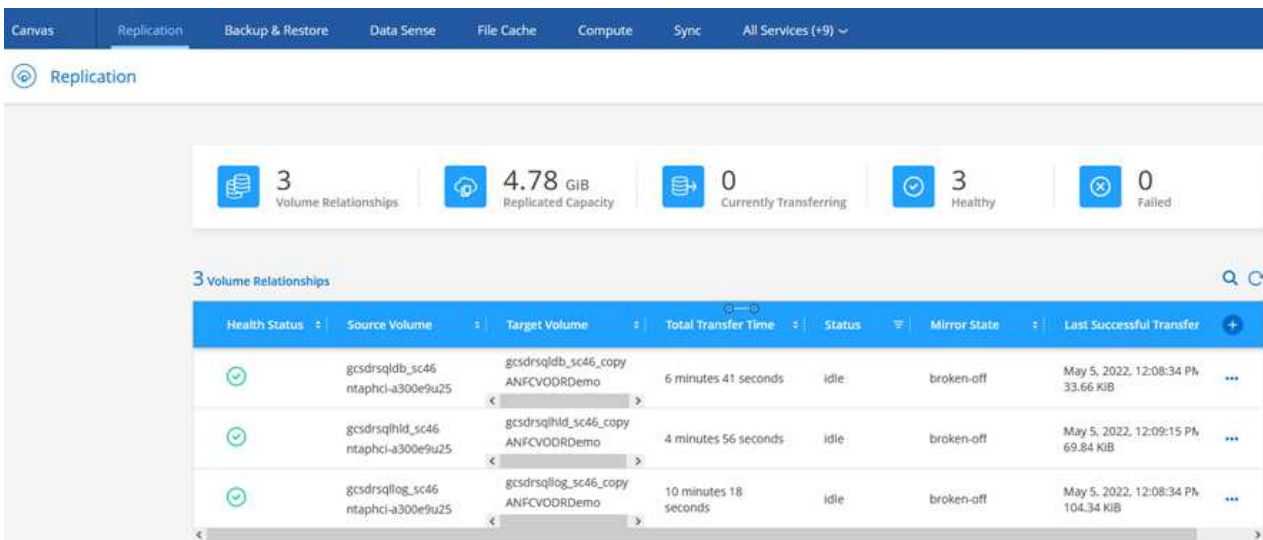 Canvas Replication Backup & Restore Data Sense File Cache Compute Sync All Services (+9)
Replication
3 4.78 GiB 0 3 0
Volume Relationships Replicated Capacity Currently Transferring Healthy Failed
3 Volume Relationships
Health Status Source Volume Target Volume Total Transfer Time Status Mirror State Last Successful Transfer
gcsdrsqldb_sc46 gcsdrsqldb_sc46_copy May 5, 2022, 12:08:34 PM
ntaphci-a300e9u25 ANFCVODRDemo 6 minutes 41 seconds idle broken-off 33.66 KiB
gcsdrsqlhld_sc46 gcsdrsqlhld_sc46_copy May 5, 2022, 12:09:15 PM
ntaphci-a300e9u25 ANFCVODRDemo 4 minutes 56 seconds idle broken-off 69.84 KiB
gcsdrsqllog_sc46 gcsdrsqllog_sc46_copy 10 minutes 18 May 5, 2022, 12:08:34 PM
ntaphci-a300e9u25 ANFCVODRDemo seconds idle broken-off 104.34 KiB